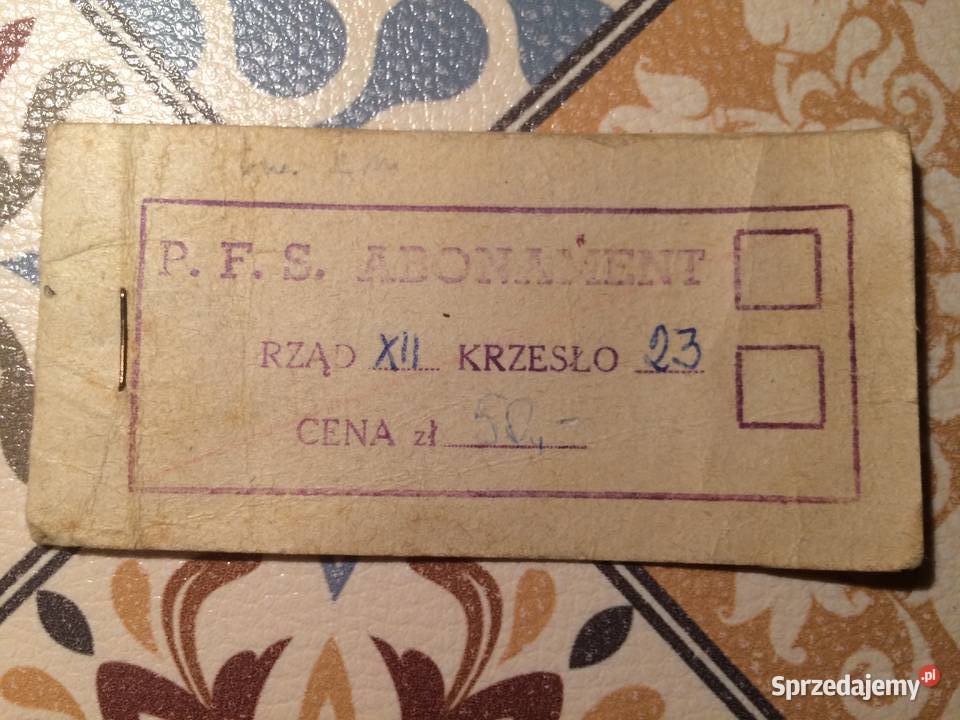 P. F. S. ABONAMENT
RZĄD XII KRZESŁO 23
CENA zł 50,-
Sprzedajemy.pl